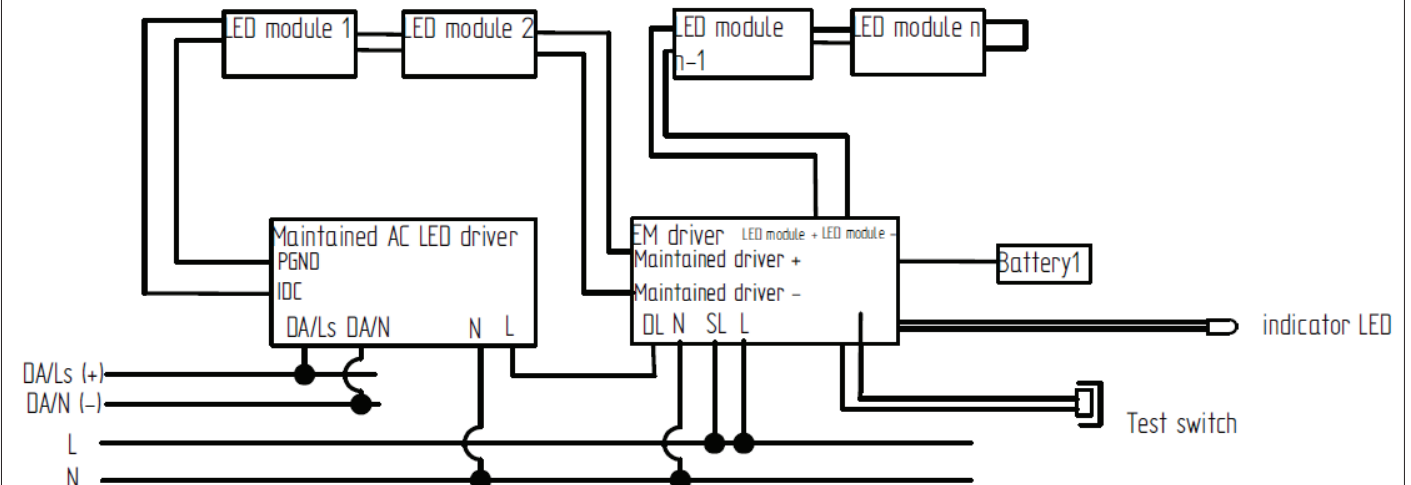 LED module 1
LED module 2
LED module
n-1
LED module n
Maintained AC LED driver
PGND
IDC
DA/Ls DA/N N L
EM driver LED module + LED module -
Maintained driver +
Maintained driver -
DL N SL L
Battery1
indicator LED
Test switch
DA/Ls (+)
DA/N (-)
L
N